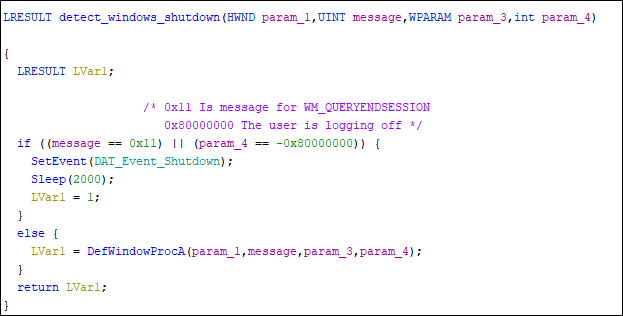 LRESULT detect_windows_shutdown(HWND param_1,UINT message,WPARAM param_3,int param_4)
{
LRESULT LVar1;
/* 0x11 Is message for WM_QUERYENDSESSION
0x80000000 The user is logging off */
if ((message == 0x11) || (param_4 == -0x80000000)) {
SetEvent(DAT_Event_Shutdown);
Sleep(2000);
LVar1 = 1;
}
else {
LVar1 = DefWindowProcA(param_1,message,param_3,param_4);
}
return LVar1;
}